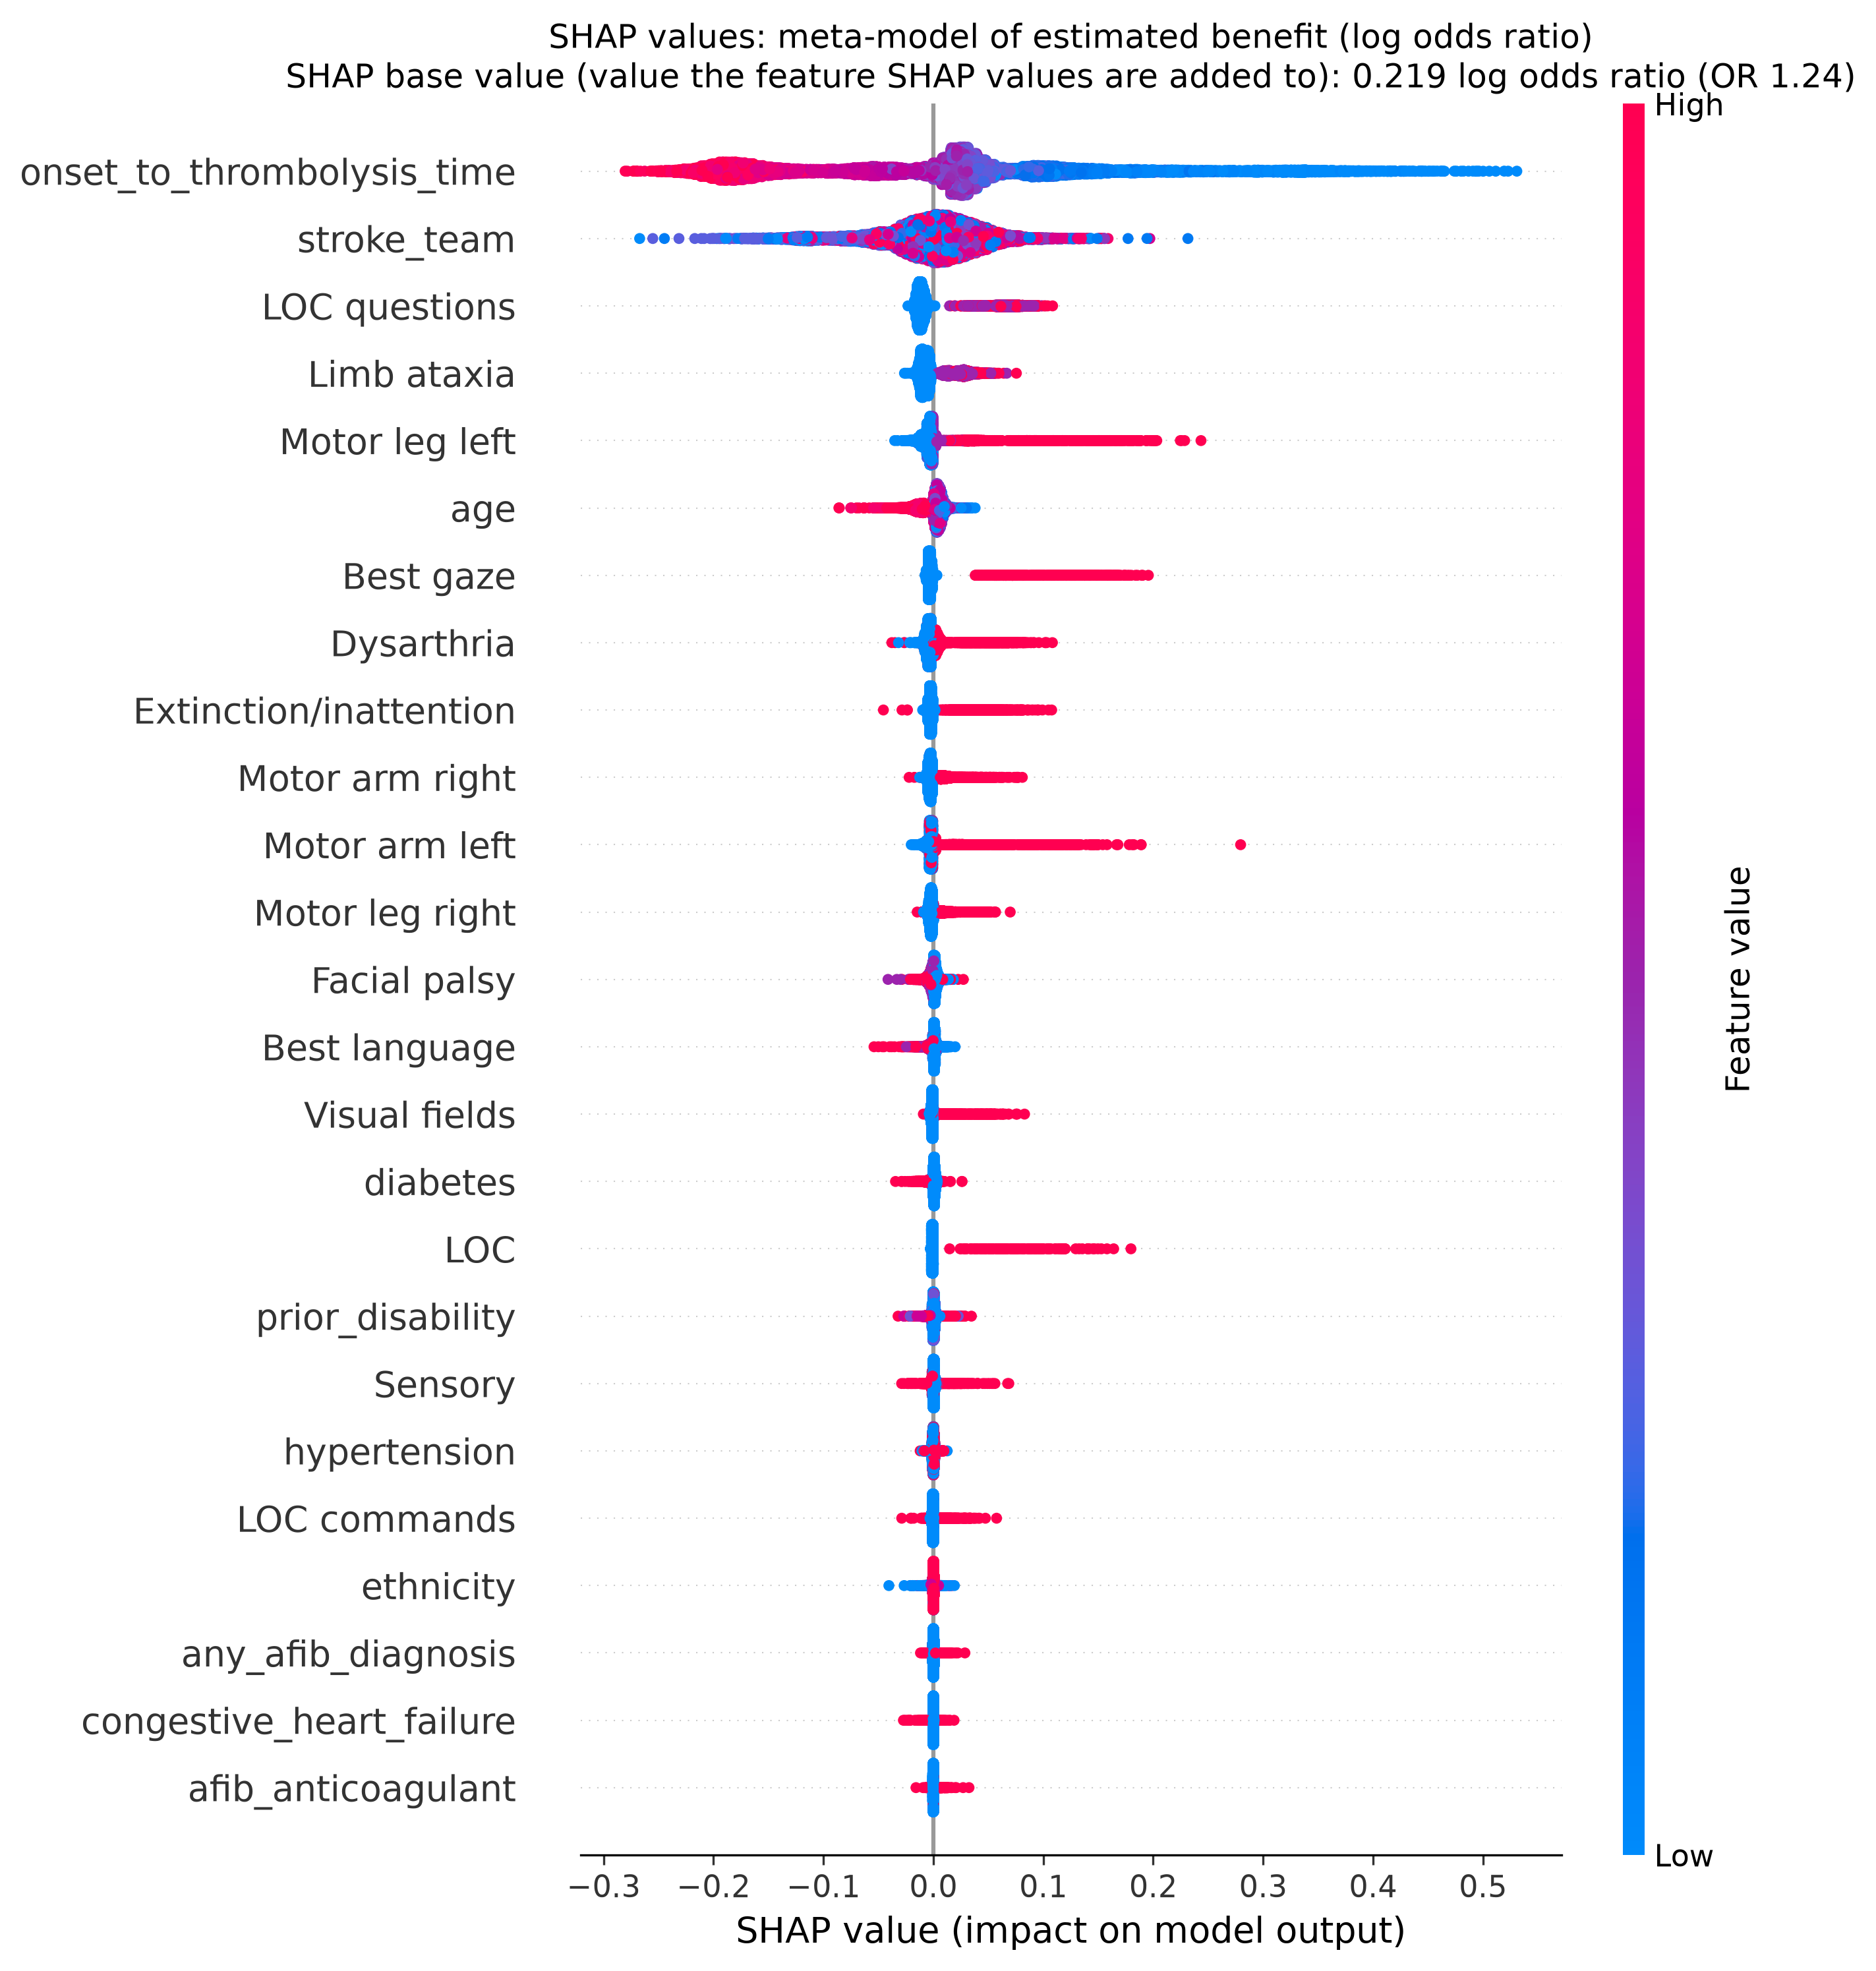 SHAP values: meta-model of estimated benefit (log odds ratio)
SHAP base value (value the feature SHAP values are added to): 0.219 log odds ratio (OR 1.24)
High
onset_to_thrombolysis_time
stroke_team
LOC questions
Limb ataxia
Motor leg left
age
Best gaze
Dysarthria
Extinction/inattention
Motor arm right
Motor arm left
Motor leg right
Facial palsy
Best language
Visual fields
diabetes
LOC
prior_disability
Sensory
hypertension
LOC commands
ethnicity
any_afib_diagnosis
congestive_heart_failure
afib_anticoagulant
Feature value
Low
−0.3 −0.2 −0.1 0.0 0.1 0.2 0.3 0.4 0.5
SHAP value (impact on model output)